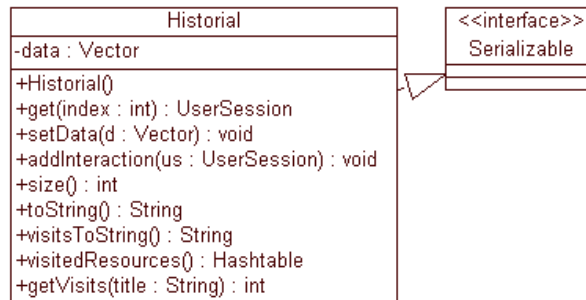 Historial
-data : Vector
+Historial()
+get(index : int) : UserSession
+setData(d : Vector) : void
+addInteraction(us : UserSession) : void
+size() : int
+toString() : String
+visitsToString() : String
+visitedResources() : Hashtable
+getVisits(title : String) : int
<<interface>>
Serializable